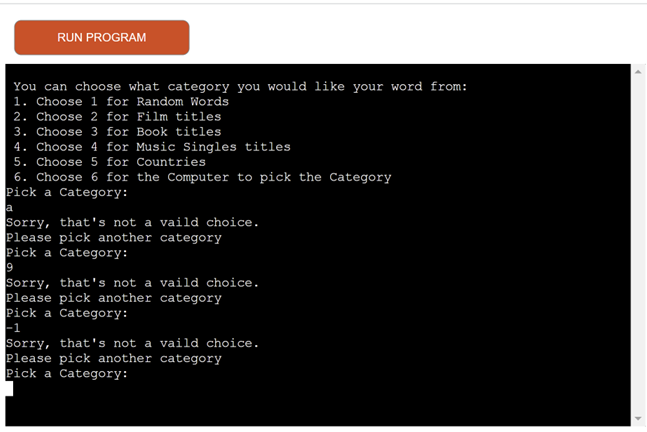 RUN PROGRAM
You can choose what category you would like your word from:
1. Choose 1 for Random Words
2. Choose 2 for Film titles
3. Choose 3 for Book titles
4. Choose 4 for Music Singles titles
5. Choose 5 for Countries
6. Choose 6 for the Computer to pick the Category
Pick a Category:
a
Sorry, that's not a vaild choice.
Please pick another category
Pick a Category:
9
Sorry, that's not a vaild choice.
Please pick another category
Pick a Category:
-1
Sorry, that's not a vaild choice.
Please pick another category
Pick a Category: